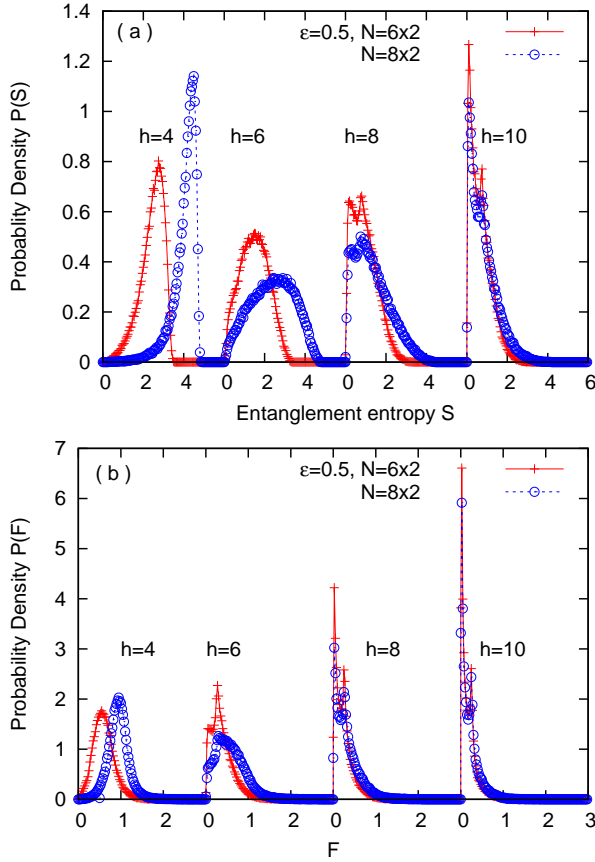 ( a )
ε=0.5, N=6x2
N=8x2
1.4
1.2
1
0.8
0.6
0.4
0.2
0
Probablity Density P(S)
h=4
h=6
h=8
h=10
0 2 4 0 2 4 0 2 4 0 2 4 6
Entanglement entropy S
( b )
ε=0.5, N=6x2
N=8x2
7
6
5
4
3
2
1
0
Probablity Density P(F)
h=4
h=6
h=8
h=10
0 1 2 0 1 2 0 1 2 0 1 2 3
F